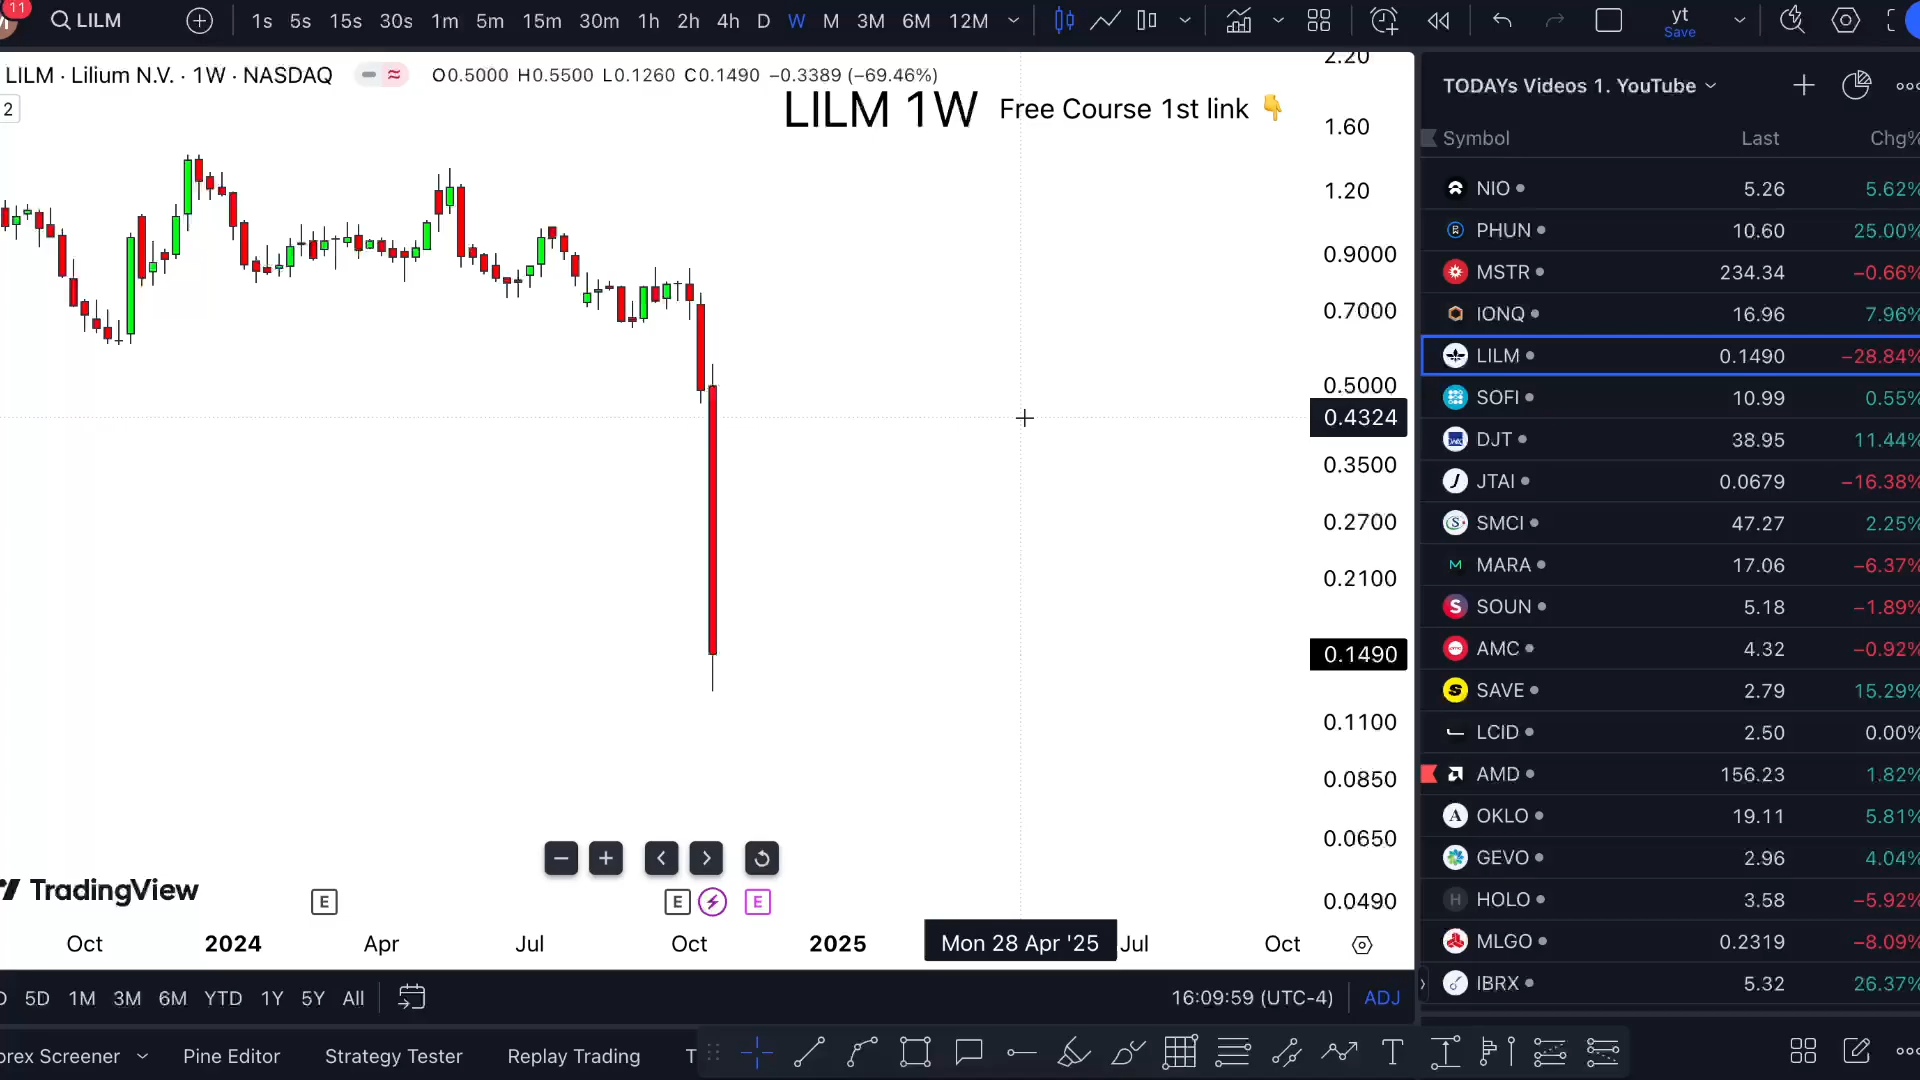 11
LILM
1s 5s 15s 30s 1m 5m 15m 30m 1h 2h 4h D W M 3M 6M 12M
yt
Save
LILM · Lilium N.V. · 1W · NASDAQ
O0.5000 H0.5500 L0.1260 C0.1490 −0.3389 (−69.46%)
2
LILM 1W Free Course 1st link 👇
2.20
1.60
1.20
0.9000
0.7000
0.5000
0.4324
0.3500
0.2700
0.2100
0.1490
0.1100
0.0850
0.0650
0.0490
TradingView
E
E
E
Oct 2024 Apr Jul Oct 2025 Mon 28 Apr '25 Jul Oct
5D 1M 3M 6M YTD 1Y 5Y All
16:09:59 (UTC-4) ADJ
orex Screener Pine Editor Strategy Tester Replay Trading T
TODAYs Videos 1. YouTube
Symbol Last Chg%
NIO 5.26 5.62%
PHUN 10.60 25.00%
MSTR 234.34 −0.66%
IONQ 16.96 7.96%
LILM 0.1490 −28.84%
SOFI 10.99 0.55%
DJT 38.95 11.44%
JTAI 0.0679 −16.38%
SMCI 47.27 2.25%
MARA 17.06 −6.37%
SOUN 5.18 −1.89%
AMC 4.32 −0.92%
SAVE 2.79 15.29%
LCID 2.50 0.00%
AMD 156.23 1.82%
OKLO 19.11 5.81%
GEVO 2.96 4.04%
HOLO 3.58 −5.92%
MLGO 0.2319 −8.09%
IBRX 5.32 26.37%